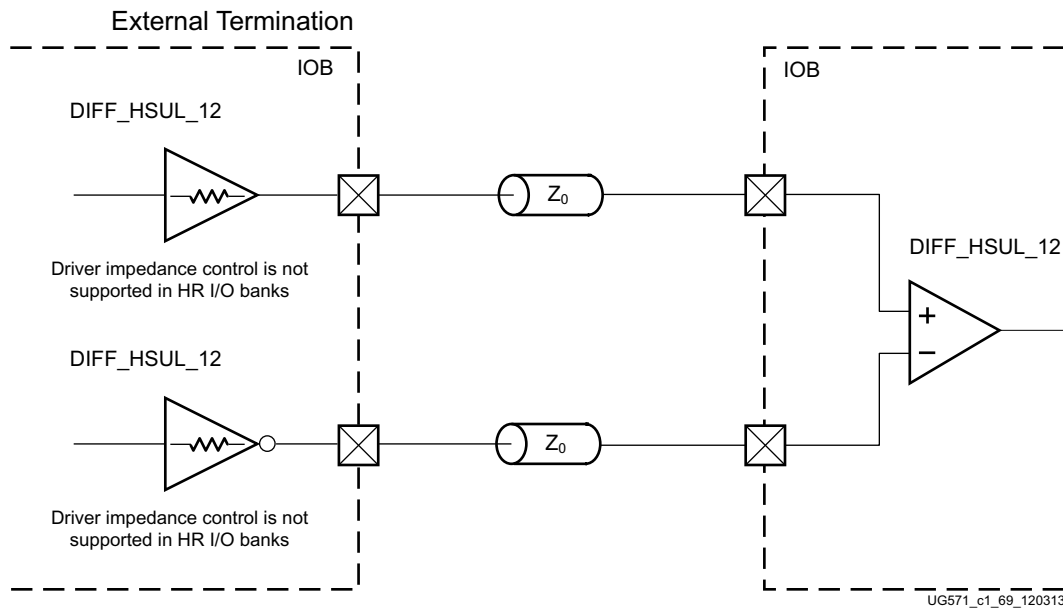 External Termination
IOB
IOB
DIFF_HSUL_12
Z0
DIFF_HSUL_12
+
−
Driver impedance control is not
supported in HR I/O banks
DIFF_HSUL_12
Z0
Driver impedance control is not
supported in HR I/O banks
UG571_c1_69_120313